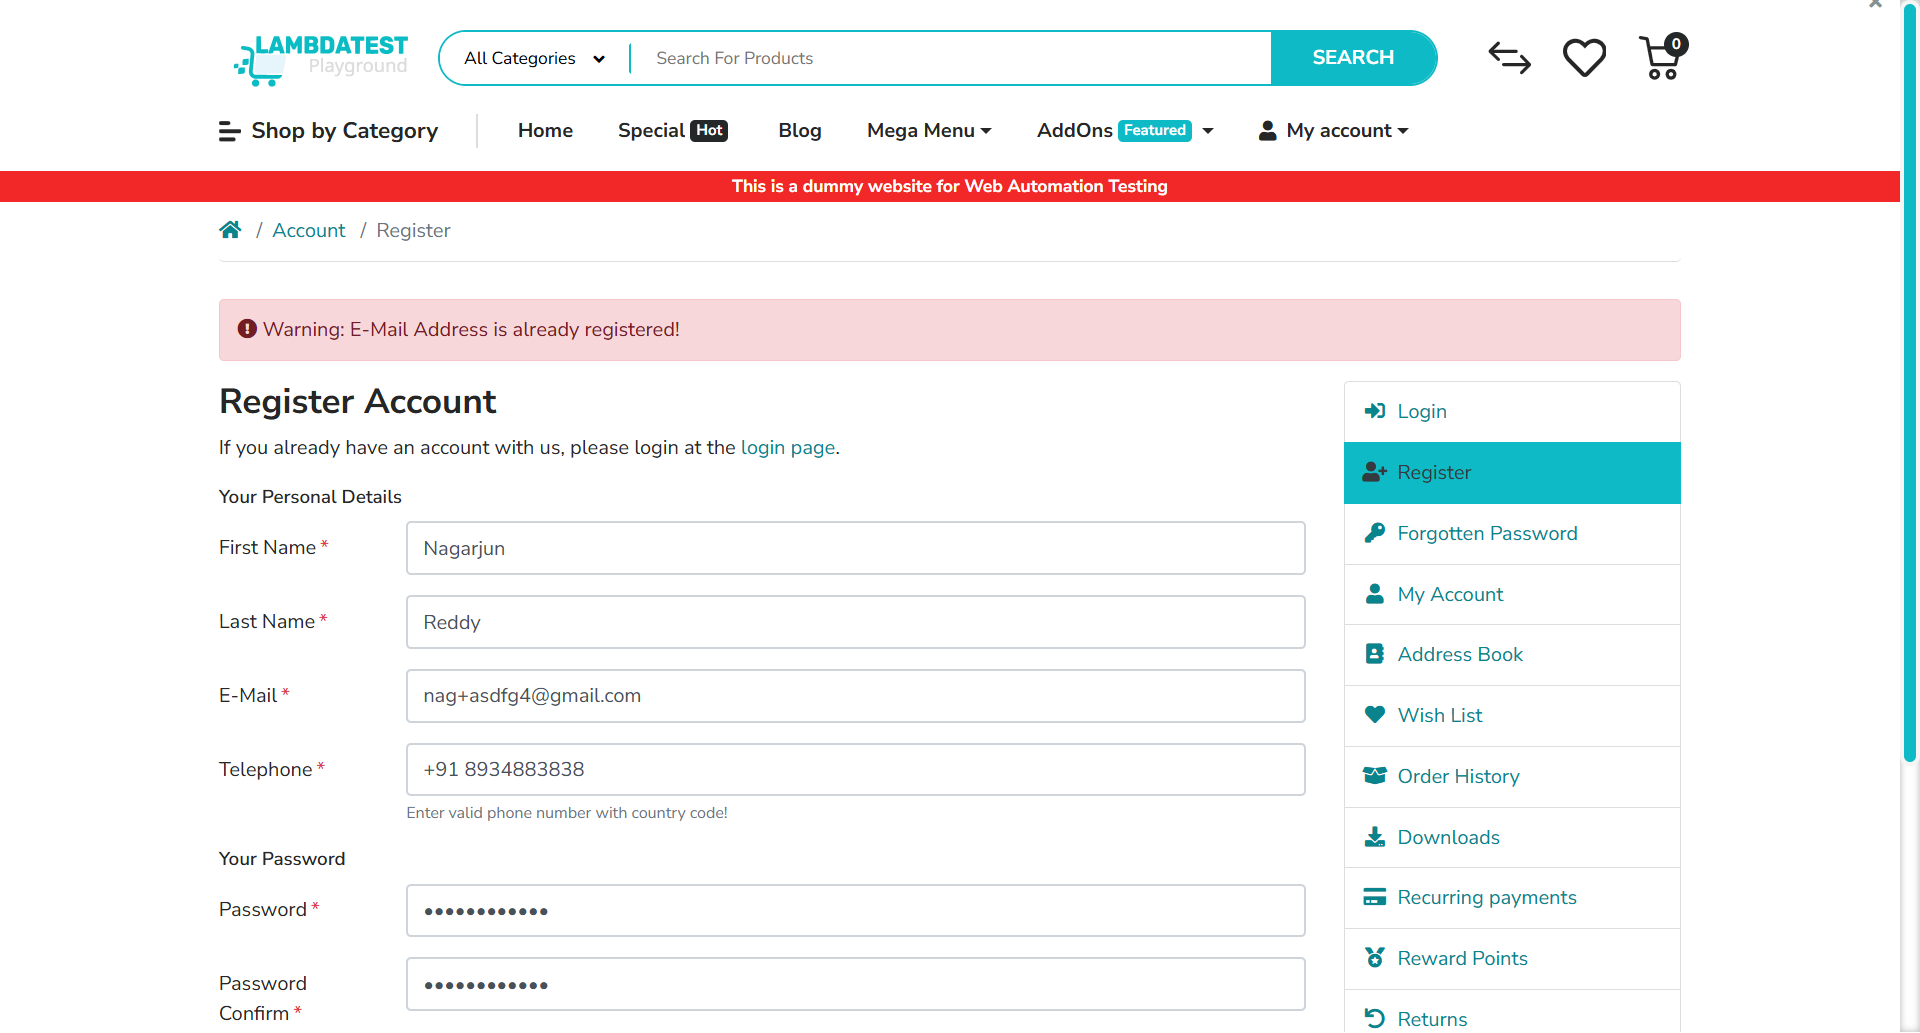 LAMBDATEST
Playground
All Categories
Search For Products
SEARCH
0
Shop by Category
Home
Special Hot
Blog
Mega Menu
AddOns Featured
My account
This is a dummy website for Web Automation Testing
/ Account / Register
Warning: E-Mail Address is already registered!
Register Account
If you already have an account with us, please login at the login page.
Your Personal Details
First Name *
Nagarjun
Last Name *
Reddy
E-Mail *
nag+asdfg4@gmail.com
Telephone *
+91 8934883838
Enter valid phone number with country code!
Your Password
Password *
••••••••••••
Password
Confirm *
••••••••••••
Login
Register
Forgotten Password
My Account
Address Book
Wish List
Order History
Downloads
Recurring payments
Reward Points
Returns